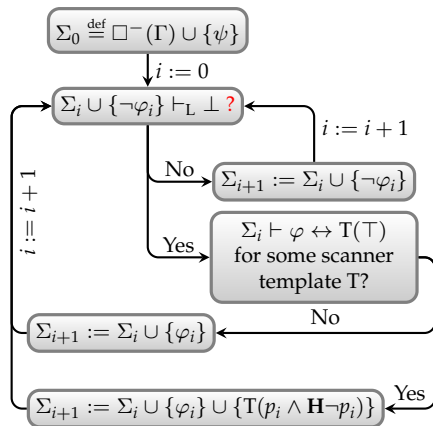 Σ₀ ≝ □⁻(Γ) ∪ {ψ}
i := 0
Σᵢ ∪ {¬φᵢ} ⊢_L ⊥ ?
i := i + 1
No
Σᵢ₊₁ := Σᵢ ∪ {¬φᵢ}
i := i + 1
Yes
Σᵢ ⊢ φ ↔ T(⊤)
for some scanner
template T?
No
Σᵢ₊₁ := Σᵢ ∪ {φᵢ}
Yes
Σᵢ₊₁ := Σᵢ ∪ {φᵢ} ∪ {T(pᵢ ∧ H¬pᵢ)}